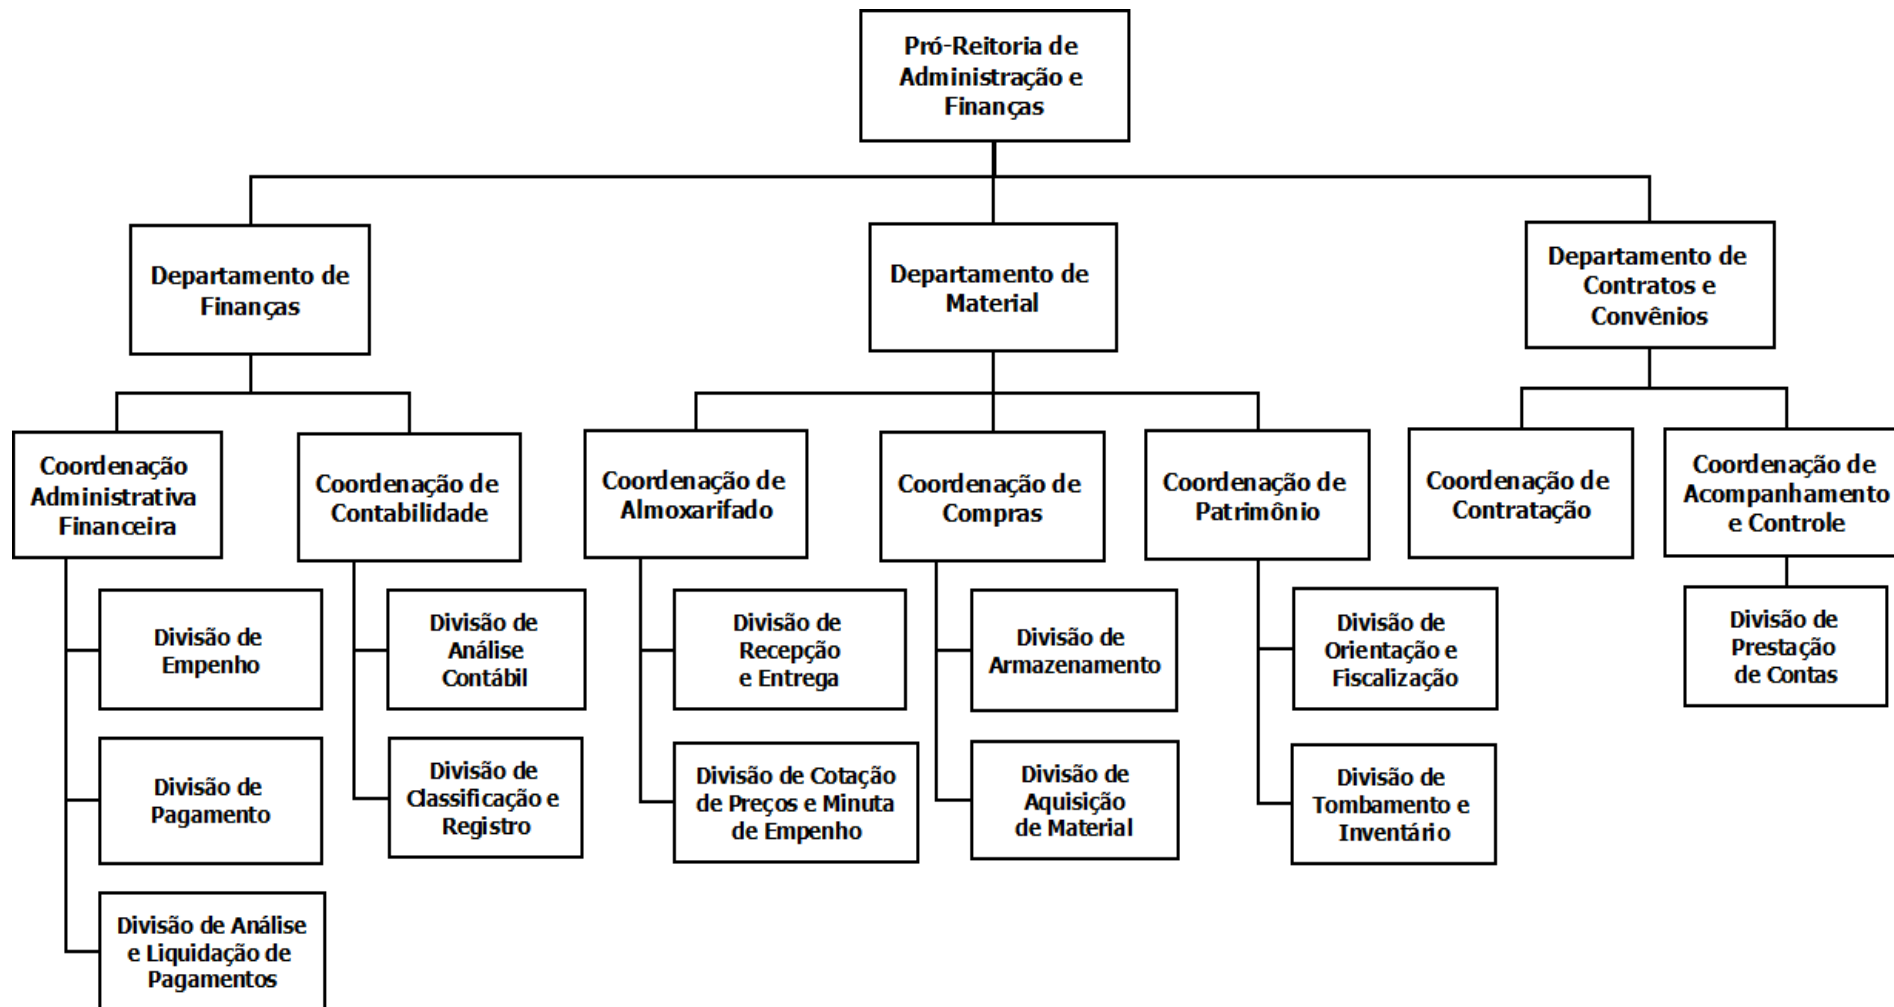 Pró-Reitoria de
Administração e
Finanças
Departamento de
Finanças
Departamento de
Material
Departamento de
Contratos e
Convênios
Coordenação
Administrativa
Financeira
Coordenação de
Contabilidade
Coordenação de
Almoxarifado
Coordenação de
Compras
Coordenação de
Patrimônio
Coordenação de
Contratação
Coordenação de
Acompanhamento
e Controle
Divisão de
Empenho
Divisão de
Análise
Contábil
Divisão de
Recepção
e Entrega
Divisão de
Armazenamento
Divisão de
Orientação e
Fiscalização
Divisão de
Prestação
de Contas
Divisão de
Pagamento
Divisão de
Classificação e
Registro
Divisão de Cotação
de Preços e Minuta
de Empenho
Divisão de
Aquisição
de Material
Divisão de
Tombamento e
Inventário
Divisão de Análise
e Liquidação de
Pagamentos